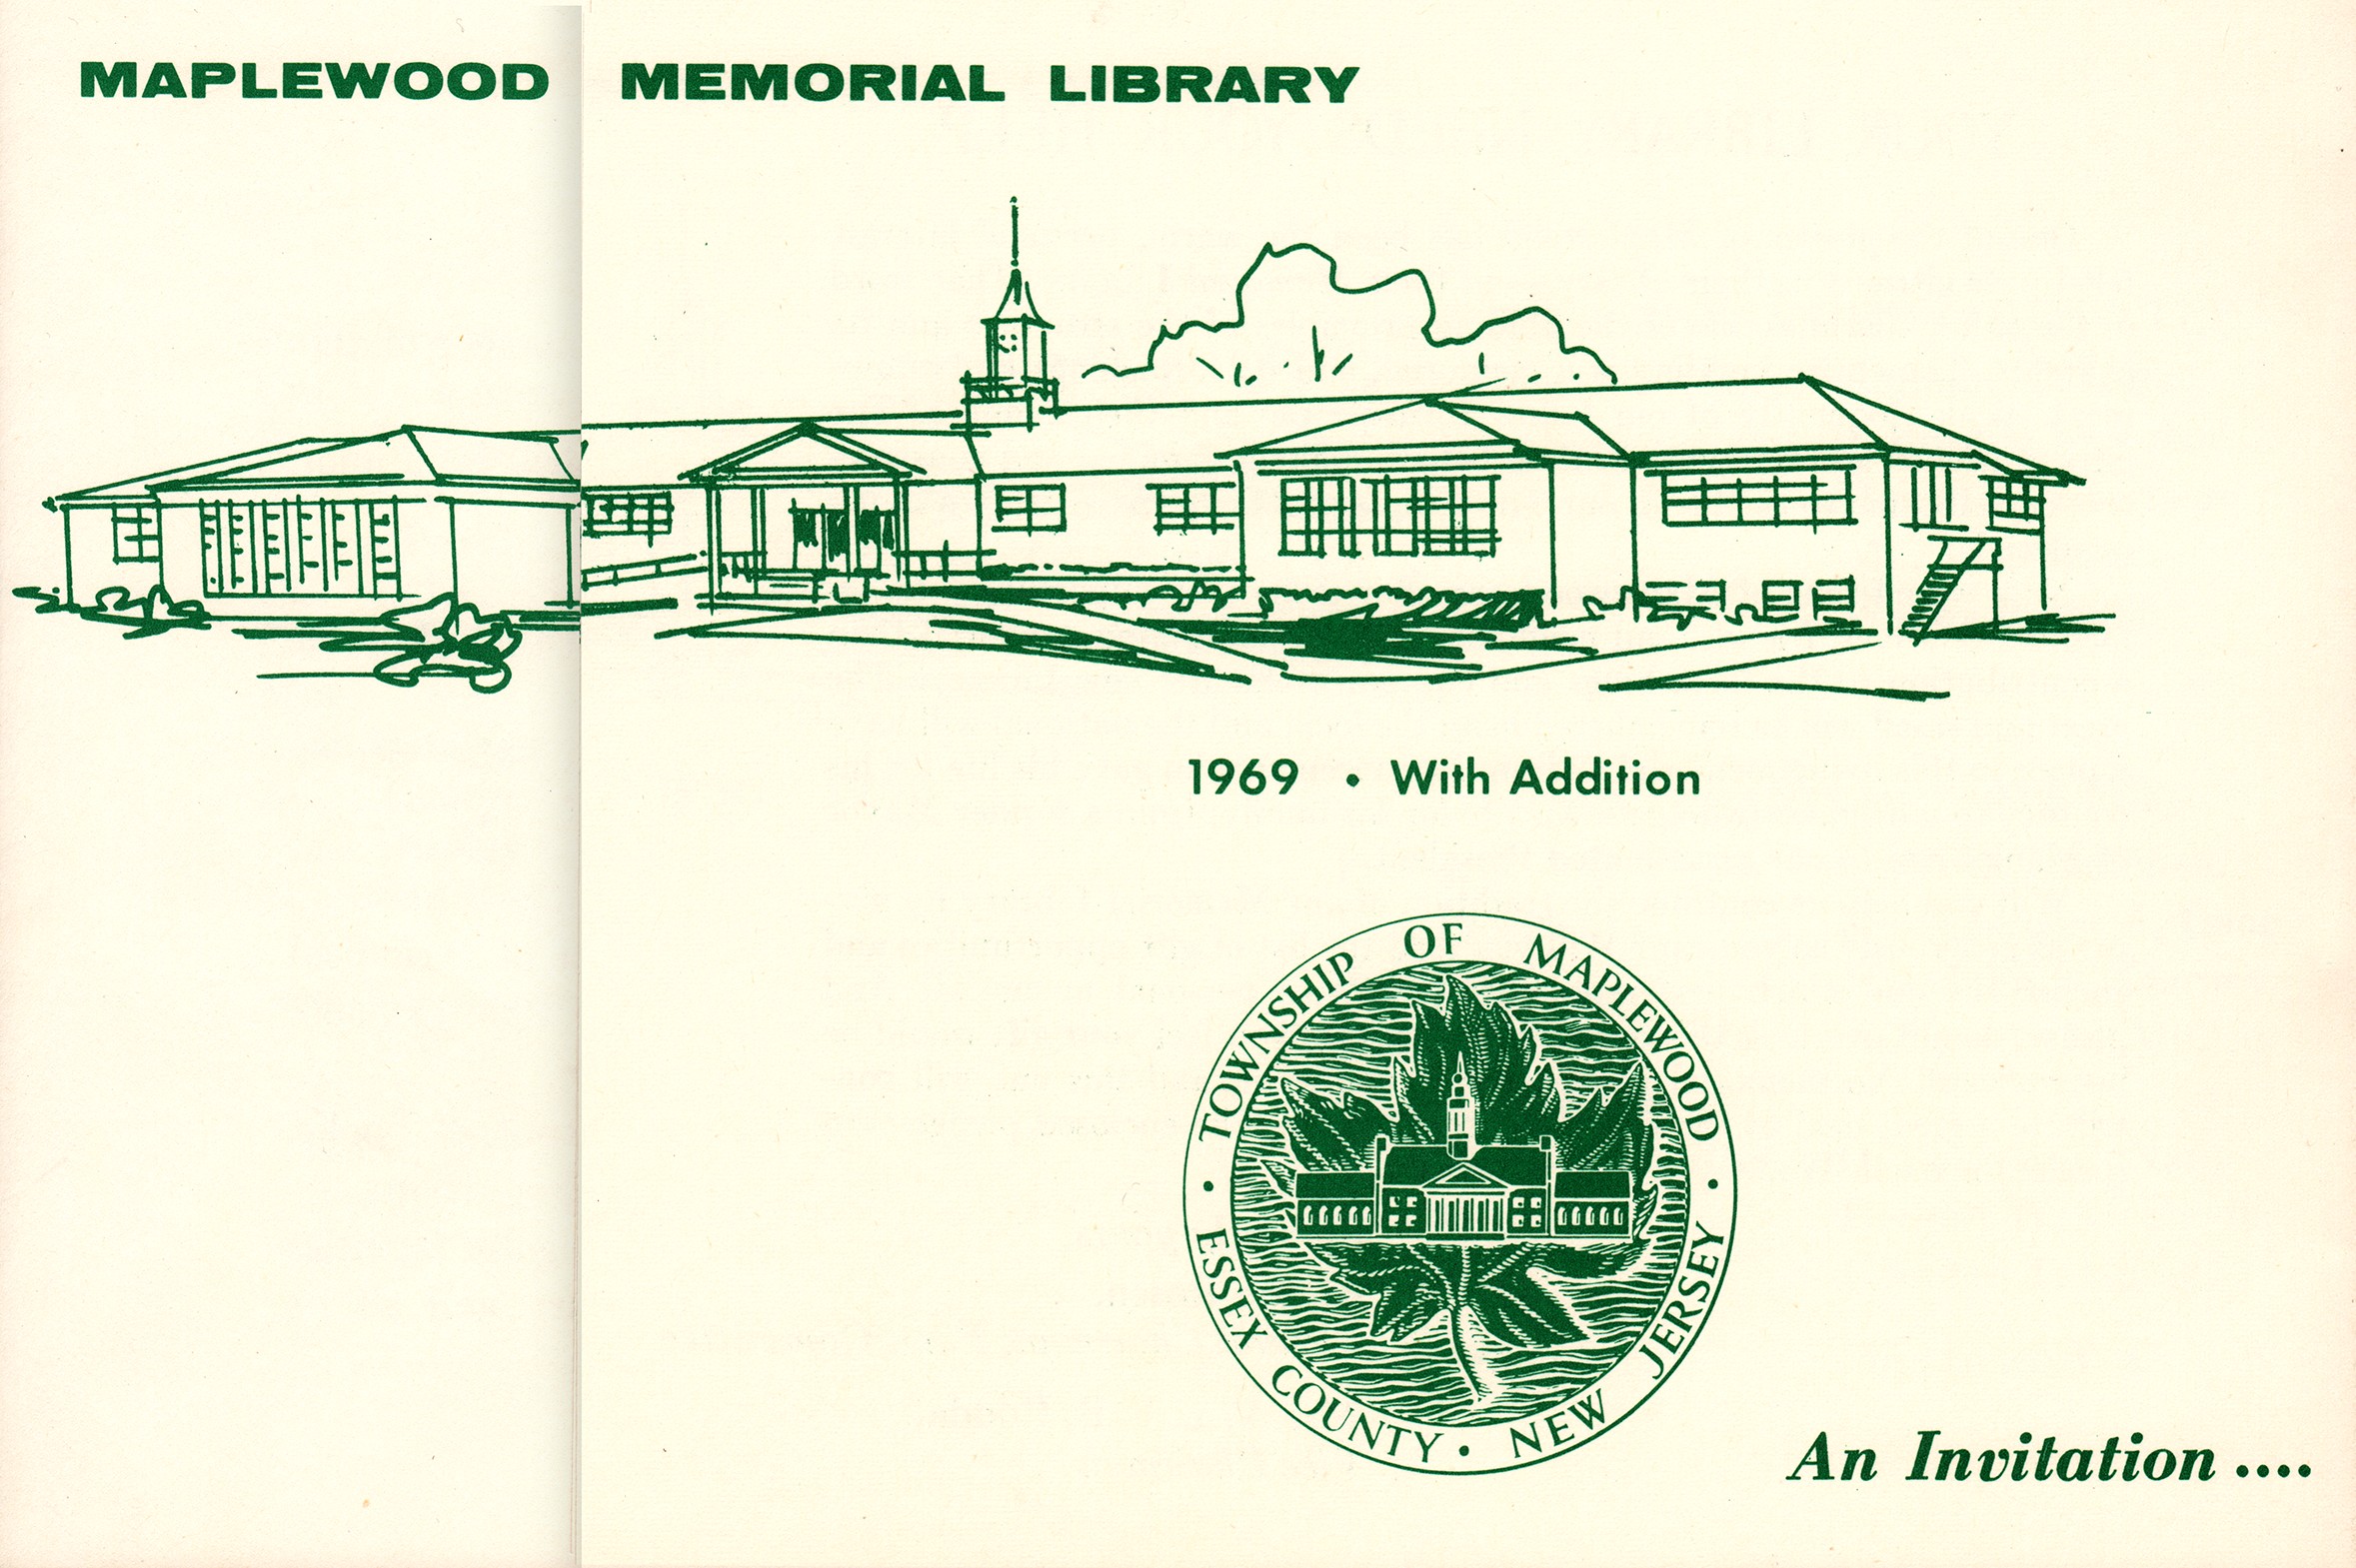 MAPLEWOOD MEMORIAL LIBRARY
1969 • With Addition
• TOWNSHIP OF MAPLEWOOD •
ESSEX COUNTY • NEW JERSEY
An Invitation ....